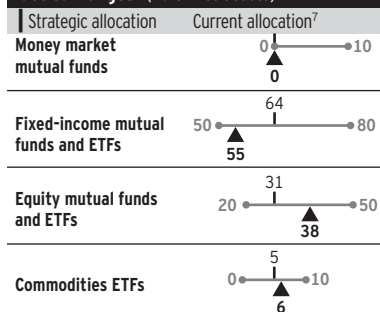 Strategic allocation Current allocation7
Money market
mutual funds
0 10
0
64
Fixed-income mutual
funds and ETFs
50 80
55
31
Equity mutual funds
and ETFs
20 50
38
5
Commodities ETFs
0 10
6